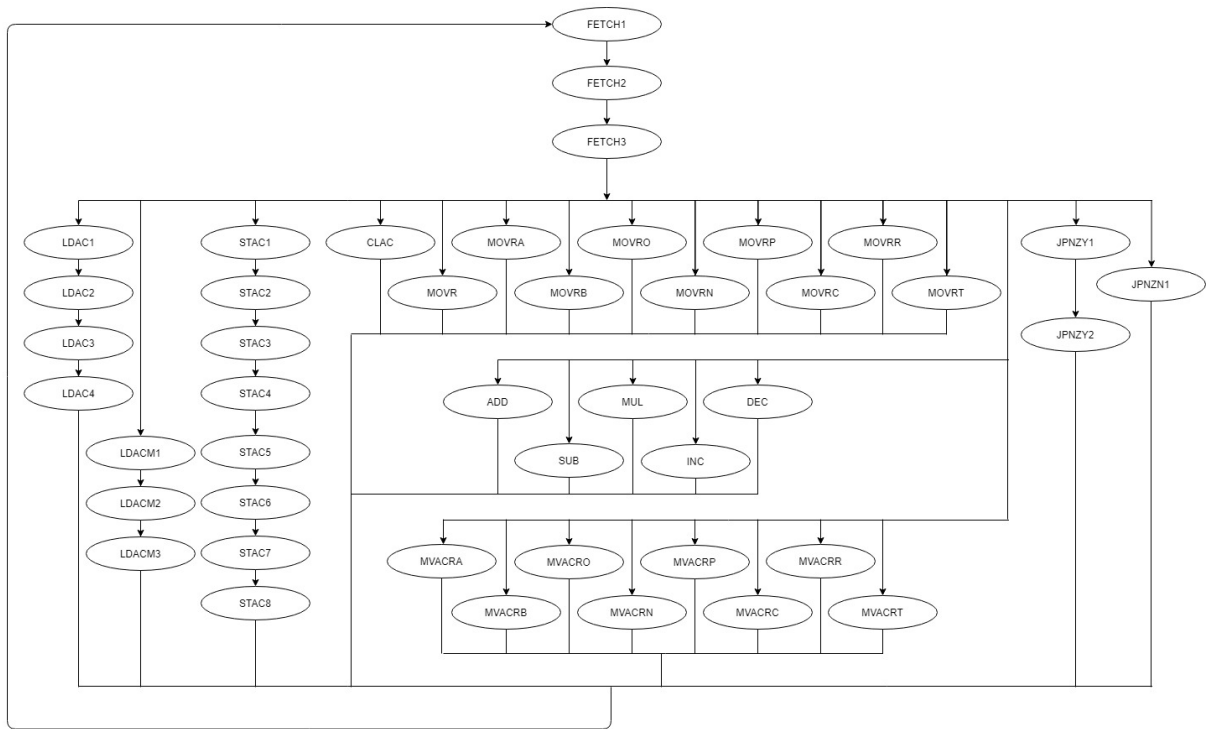 FETCH1
FETCH2
FETCH3
LDAC1
STAC1
CLAC
MOVRA
MOVRO
MOVRP
MOVRR
JPNZY1
LDAC2
STAC2
MOVR
MOVRB
MOVRN
MOVRC
MOVRT
JPNZN1
LDAC3
STAC3
JPNZY2
LDAC4
STAC4
ADD
MUL
DEC
LDACM1
STAC5
SUB
INC
LDACM2
STAC6
LDACM3
STAC7
MVACRA
MVACRO
MVACRP
MVACRR
STAC8
MVACRB
MVACRN
MVACRC
MVACRT